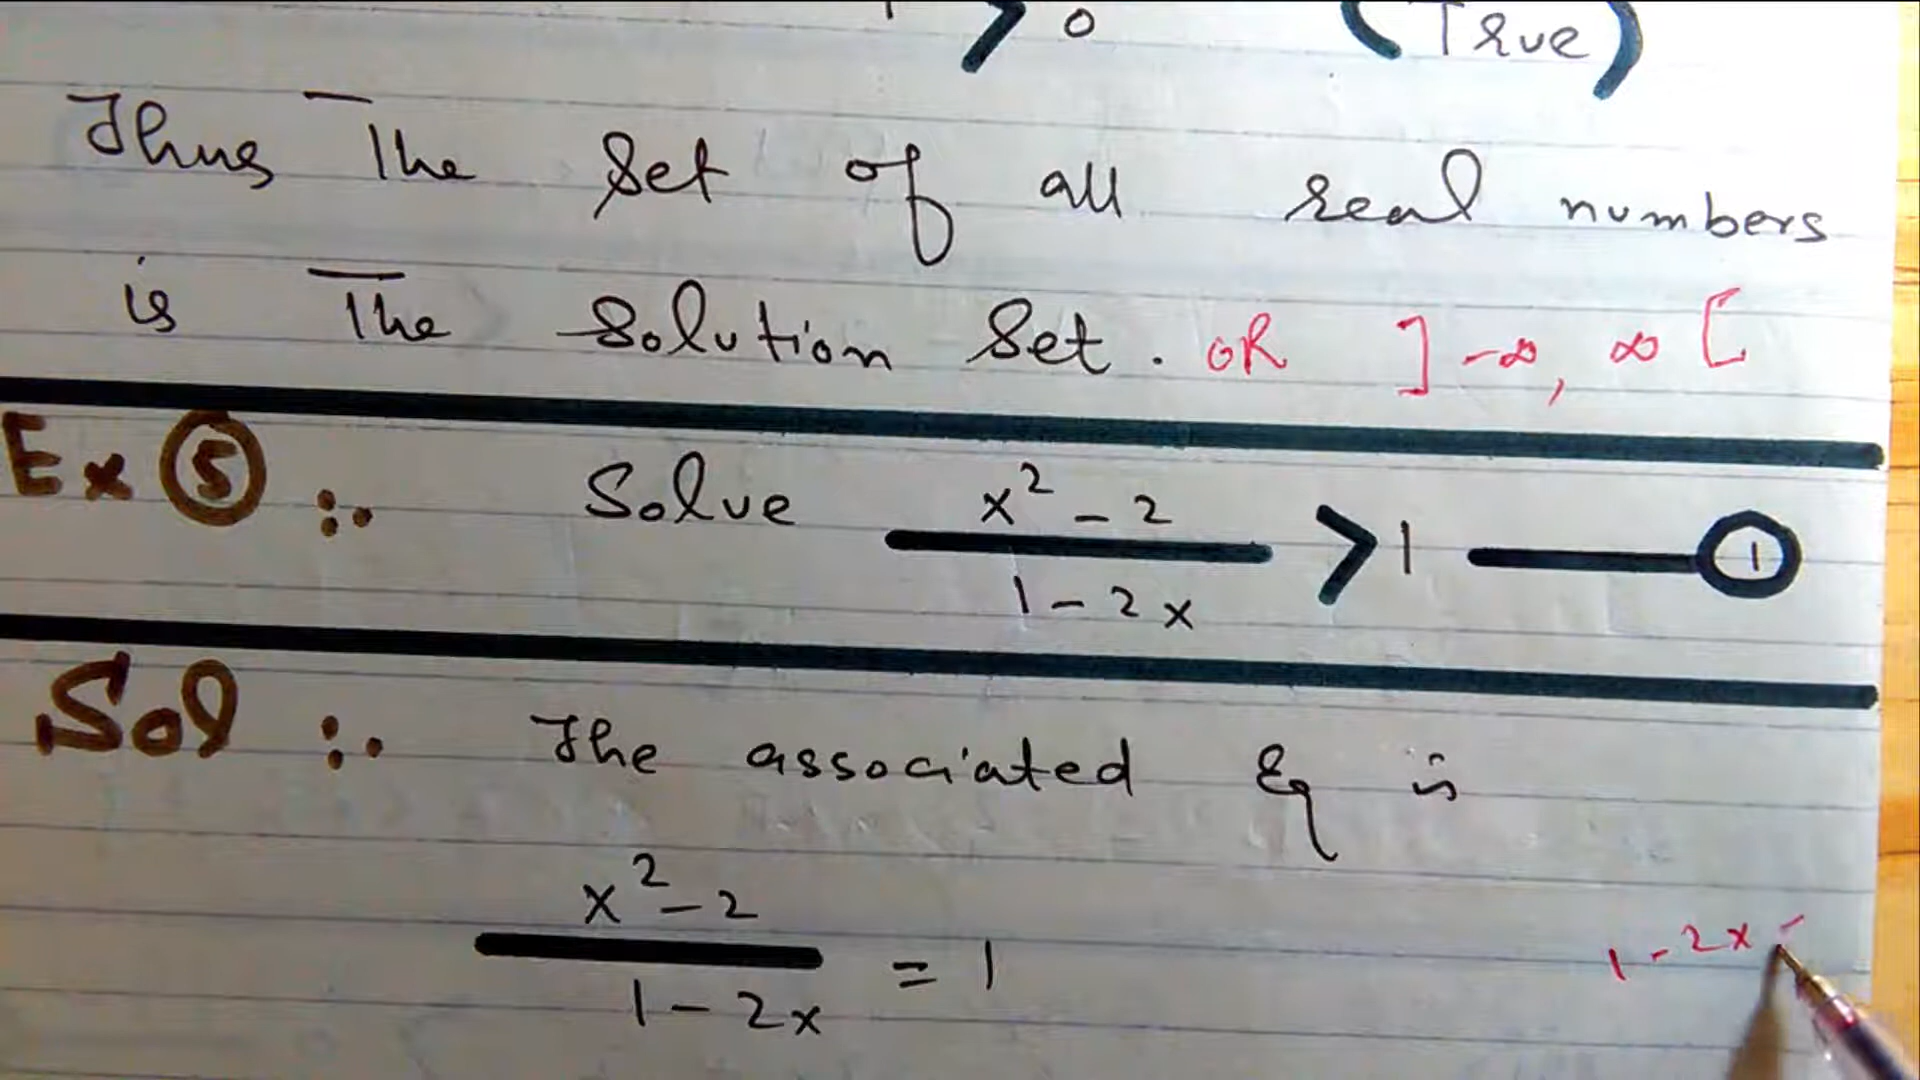 > 0 (True)
Thus The Set of all real numbers
is The Solution Set. OR ]-∞, ∞[
Ex ⑤ :. Solve x² - 2 / 1 - 2x > 1 — ①
Sol :. The associated Eq is
x² - 2 / 1 - 2x = 1
1 - 2x